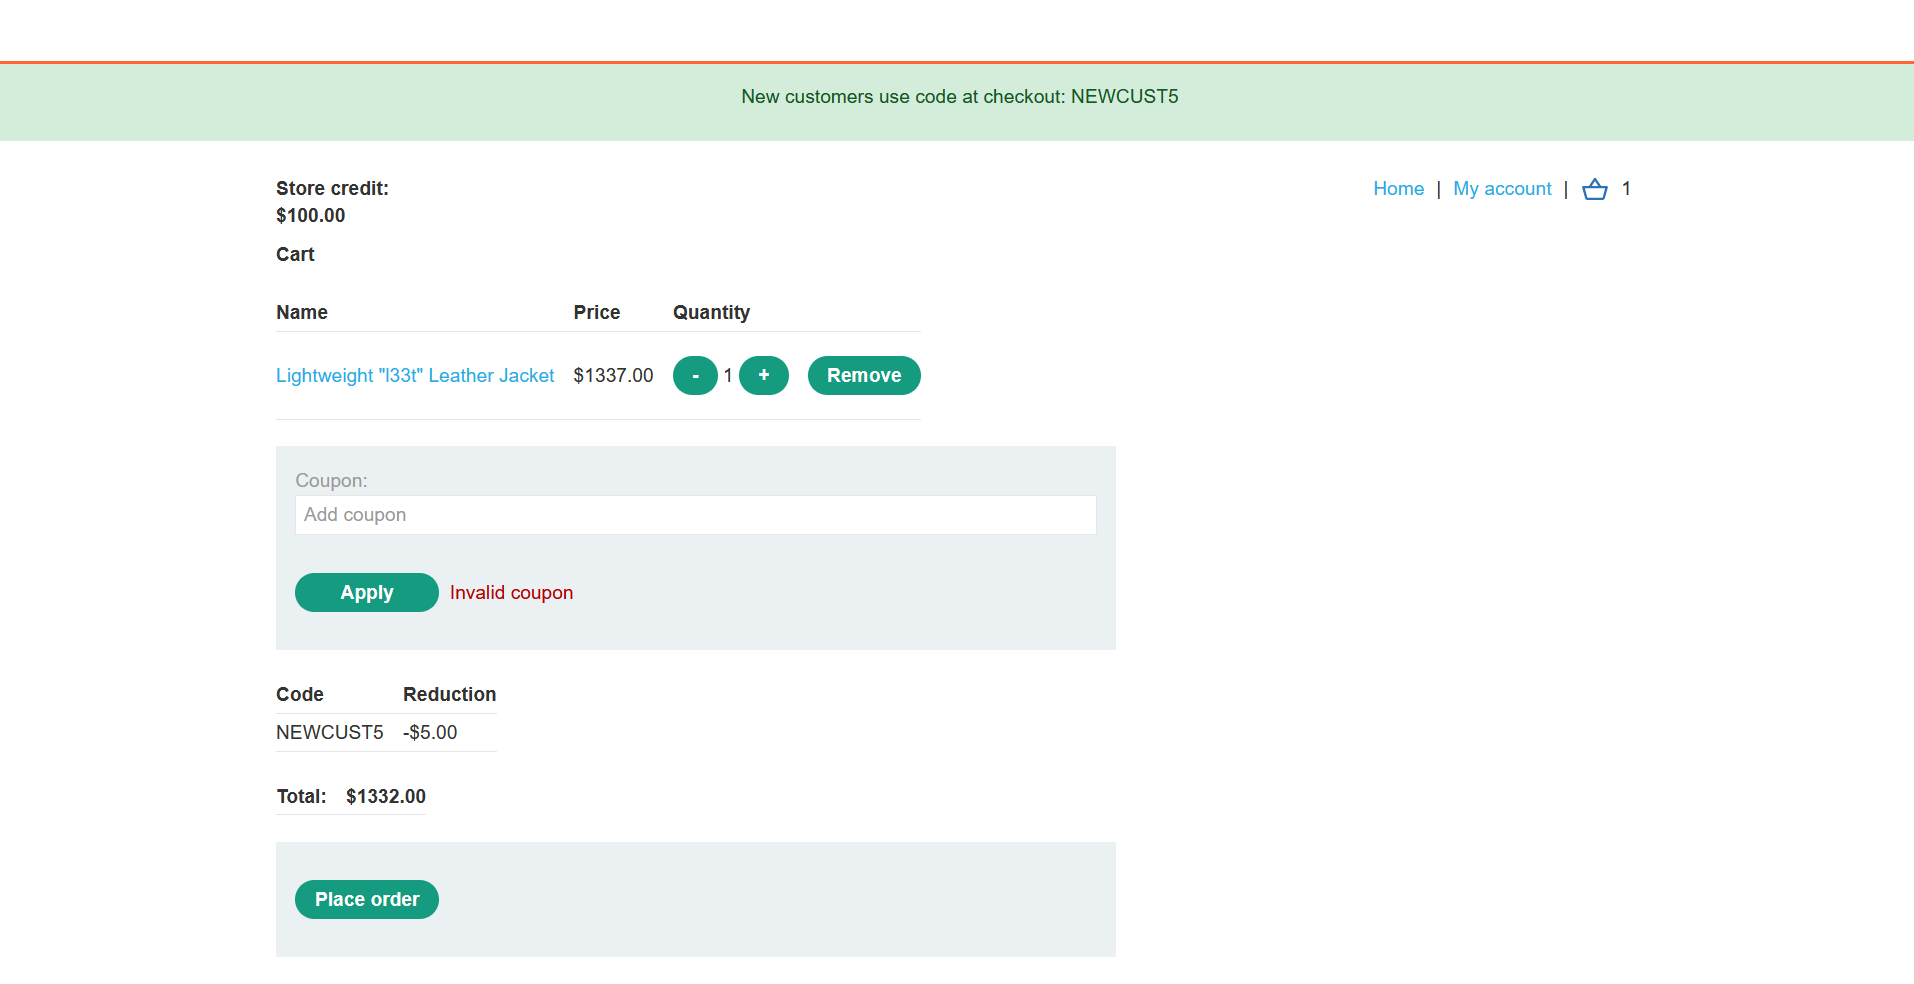 New customers use code at checkout: NEWCUST5
Store credit:
$100.00
Home | My account | 1
Cart
Name Price Quantity
Lightweight "l33t" Leather Jacket $1337.00 - 1 + Remove
Coupon:
Add coupon
Apply Invalid coupon
Code Reduction
NEWCUST5 -$5.00
Total: $1332.00
Place order